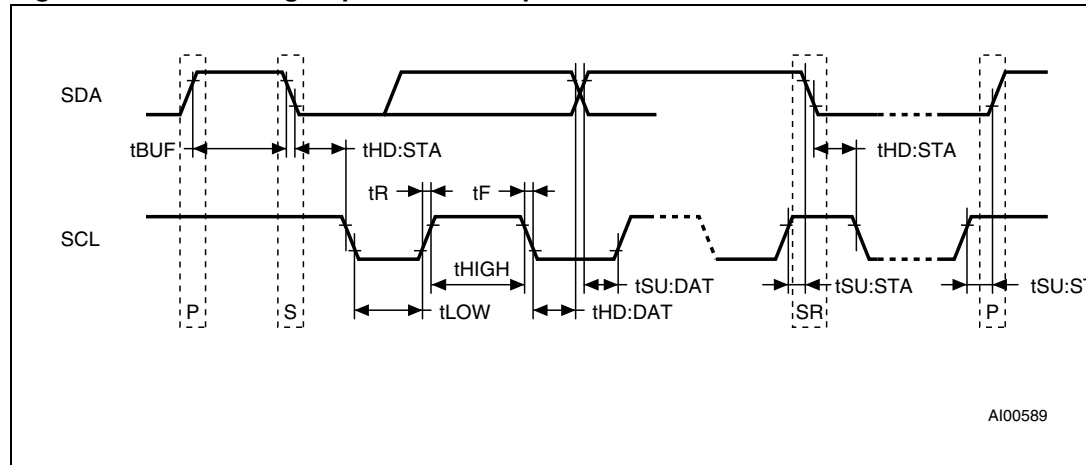 SDA
tBUF
tHD:STA
tHD:STA
tR
tF
SCL
tHIGH
tSU:DAT
tSU:STA
P
S
tLOW
tHD:DAT
SR
P
AI00589